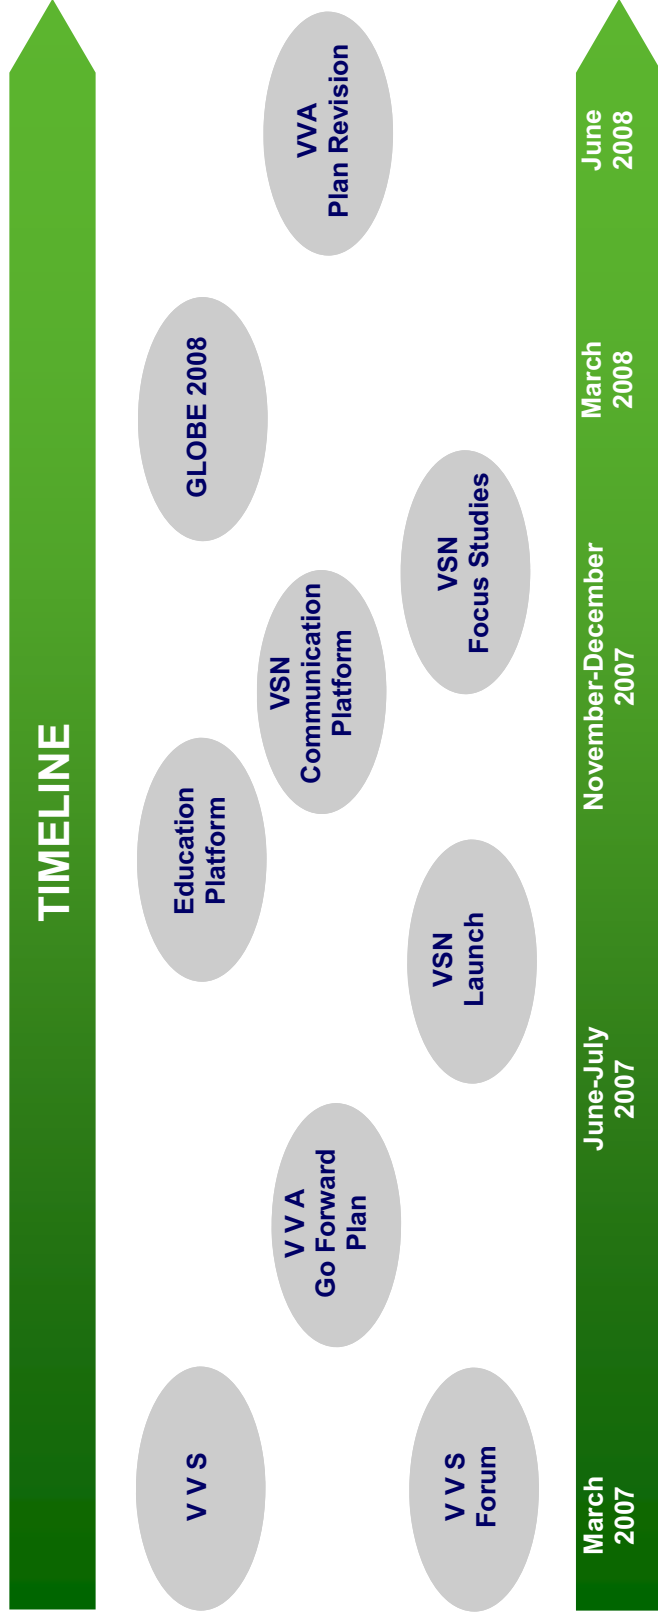 TIMELINE
V V S
V V S
Forum
V V A
Go Forward
Plan
VSN
Launch
Education
Platform
VSN
Communication
Platform
VSN
Focus Studies
GLOBE 2008
VVA
Plan Revision
March
2007
June-July
2007
November-December
2007
March
2008
June
2008